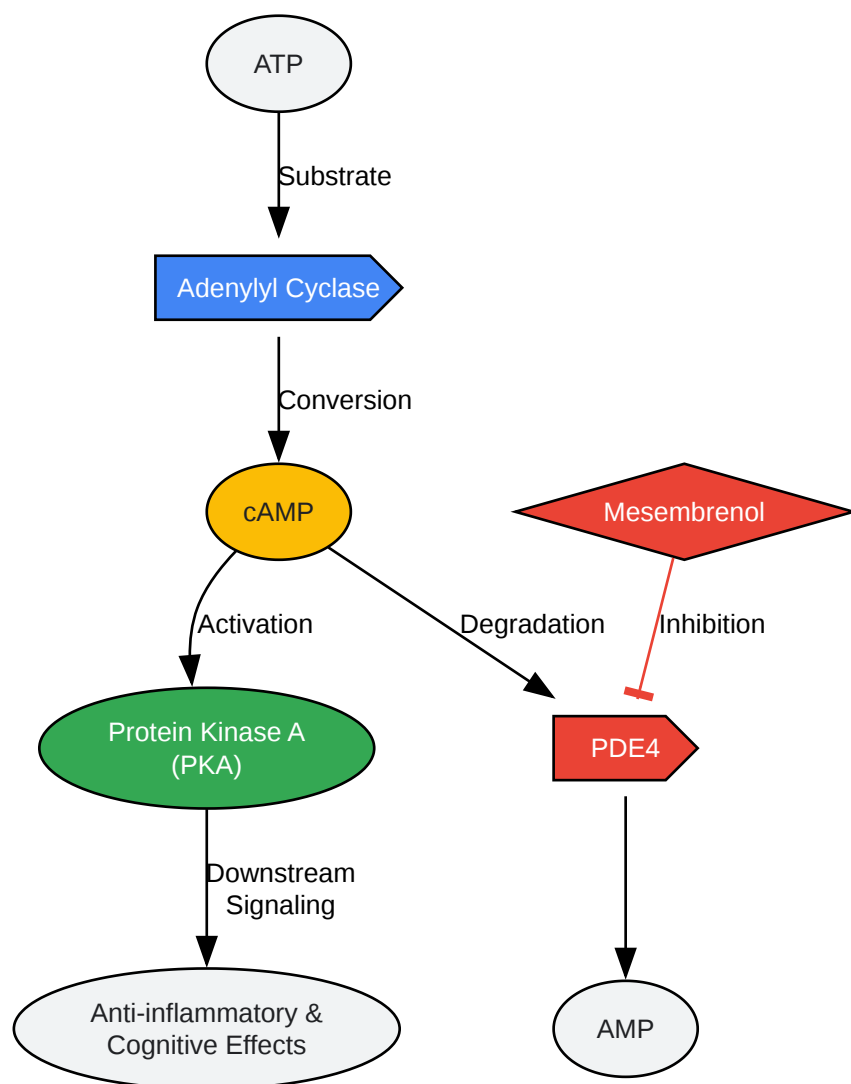 ATP
Substrate
Adenylyl Cyclase
Conversion
cAMP
Mesembrenol
Activation
Degradation
Inhibition
Protein Kinase A
(PKA)
PDE4
Downstream
Signaling
Anti-inflammatory &
Cognitive Effects
AMP